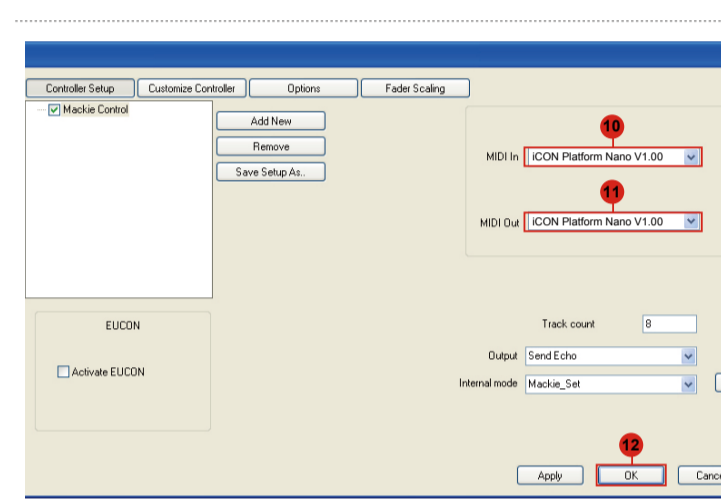 Controller Setup Customize Controller Options Fader Scaling
Mackie Control
Add New
Remove
Save Setup As..
10
MIDI In iCON Platform Nano V1.00
11
MIDI Out iCON Platform Nano V1.00
EUCON
Activate EUCON
Track count 8
Output Send Echo
Internal mode Mackie_Set
12
Apply OK Cance